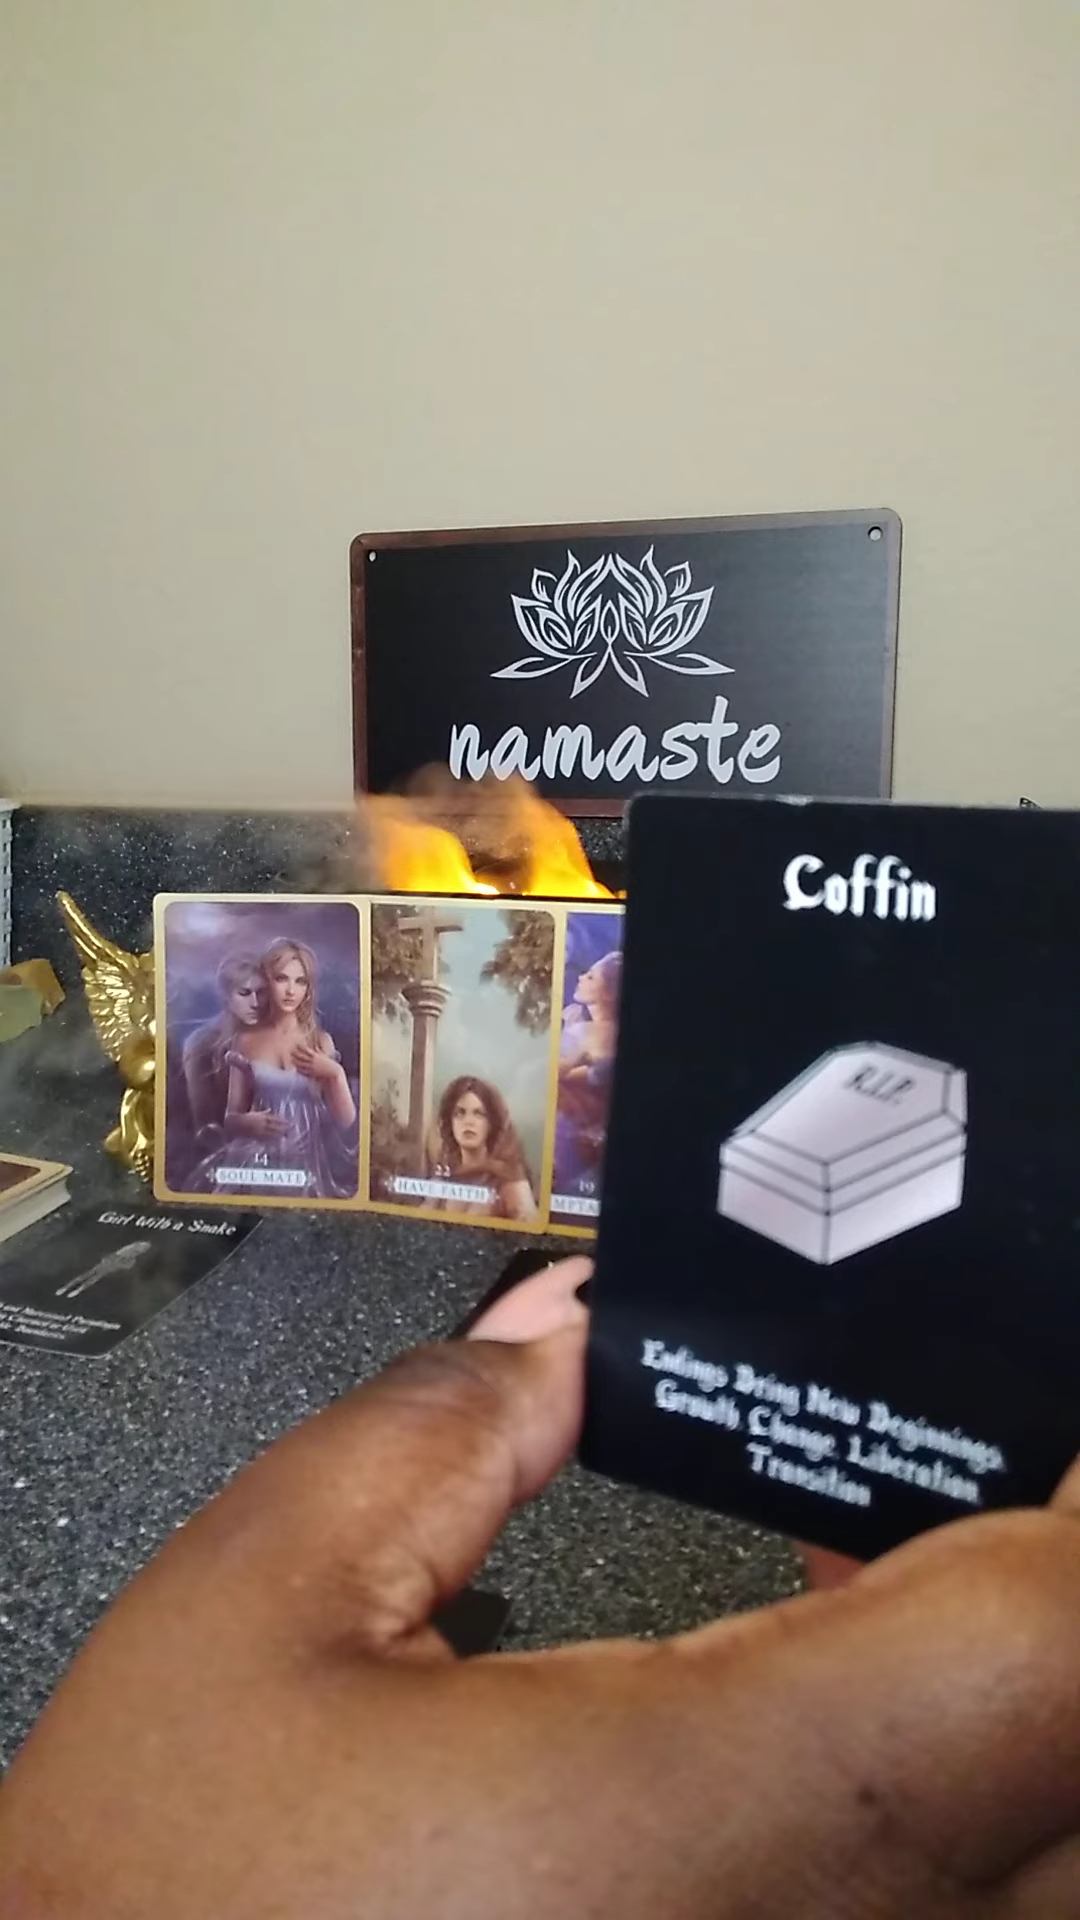 namaste
Coffin
R.I.P.
Endings Bring New Beginnings,
Growth, Change, Liberation,
Transition
14
SOUL MATE
22
HAVE FAITH
19
MPTA
Girl With a Snake